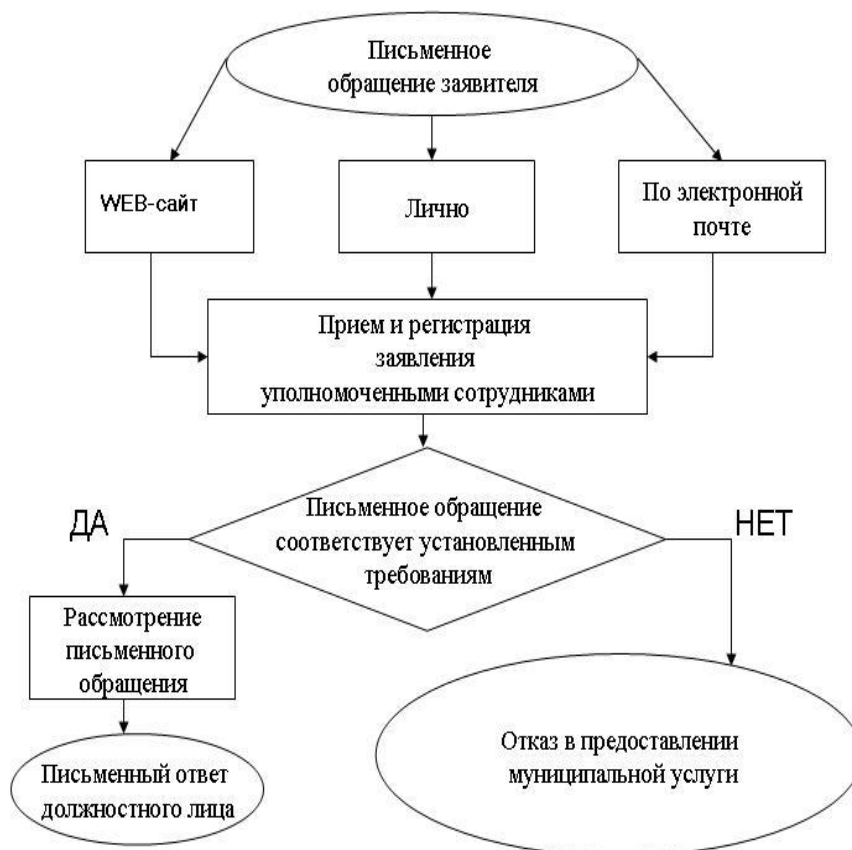 Письменное
обращение заявителя
WEB-сайт
Лично
По электронной
почте
Прием и регистрация
заявления
уполномоченными сотрудниками
ДА
Письменное обращение
соответствует установленным
требованиям
НЕТ
Рассмотрение
письменного
обращения
Отказ в предоставлении
муниципальной услуги
Письменный ответ
должностного лица